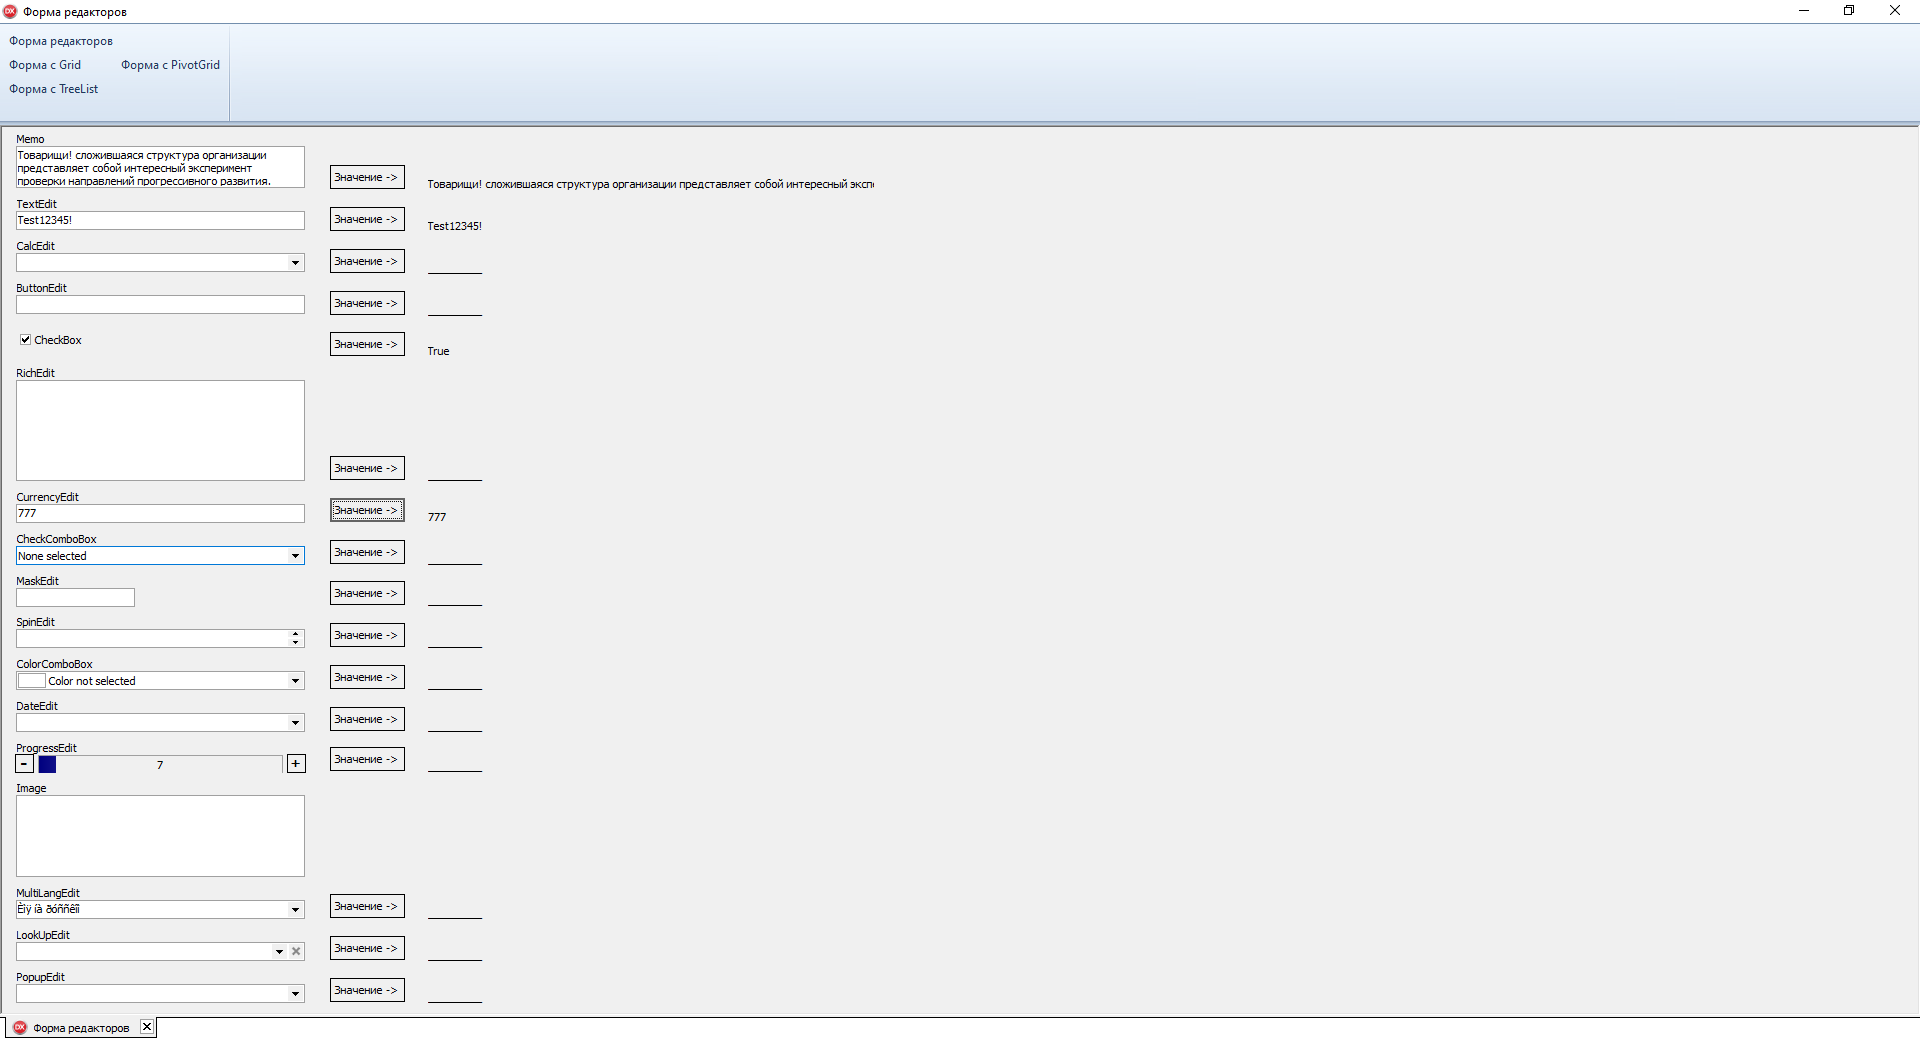 Форма редакторов
Форма редакторов
Форма с Grid Форма с PivotGrid
Форма с TreeList
Memo
Товарищи! сложившаяся структура организации
представляет собой интересный эксперимент
проверки направлений прогрессивного развития.
Значение ->
Товарищи! сложившаяся структура организации представляет собой интересный эксп
TextEdit
Test12345!
Значение ->
Test12345!
CalcEdit
Значение ->
ButtonEdit
Значение ->
CheckBox
Значение ->
True
RichEdit
Значение ->
CurrencyEdit
777
Значение ->
777
CheckComboBox
None selected
Значение ->
MaskEdit
Значение ->
SpinEdit
Значение ->
ColorComboBox
Color not selected
Значение ->
DateEdit
Значение ->
ProgressEdit
- 7 +
Значение ->
Image
MultiLangEdit
Èìÿ íà ðóññêîì
Значение ->
LookUpEdit
Значение ->
PopupEdit
Значение ->
DX Форма редакторов